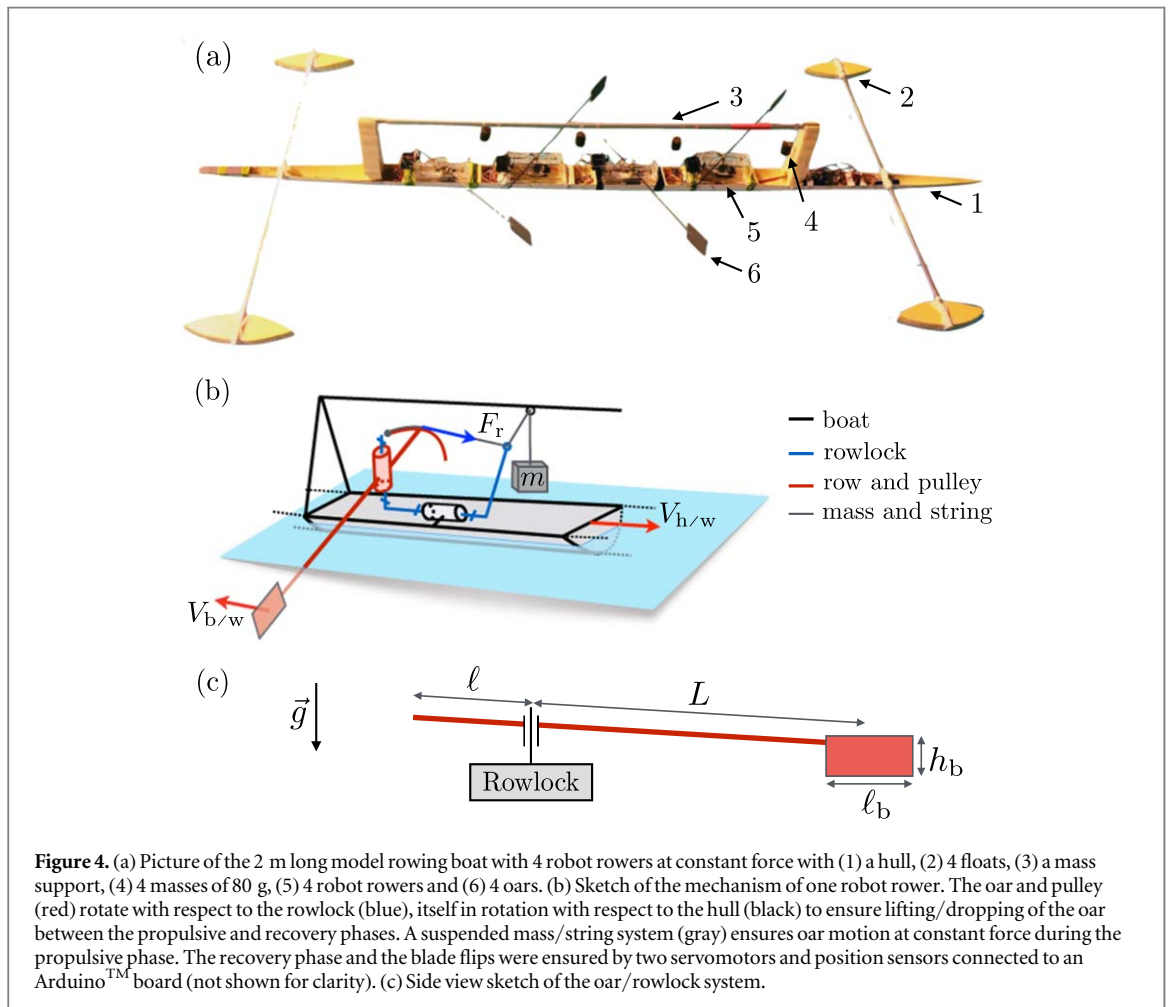 (a)
3
2
1
4
5
6
(b)
F_r
m
V_h/w
V_b/w
boat
rowlock
row and pulley
mass and string
(c)
g⃗
ℓ
L
Rowlock
h_b
ℓ_b
Figure 4. (a) Picture of the 2 m long model rowing boat with 4 robot rowers at constant force with (1) a hull, (2) 4 floats, (3) a mass
support, (4) 4 masses of 80 g, (5) 4 robot rowers and (6) 4 oars. (b) Sketch of the mechanism of one robot rower. The oar and pulley
(red) rotate with respect to the rowlock (blue), itself in rotation with respect to the hull (black) to ensure lifting/dropping of the oar
between the propulsive and recovery phases. A suspended mass/string system (gray) ensures oar motion at constant force during the
propulsive phase. The recovery phase and the blade flips were ensured by two servomotors and position sensors connected to an
Arduino™ board (not shown for clarity). (c) Side view sketch of the oar/rowlock system.